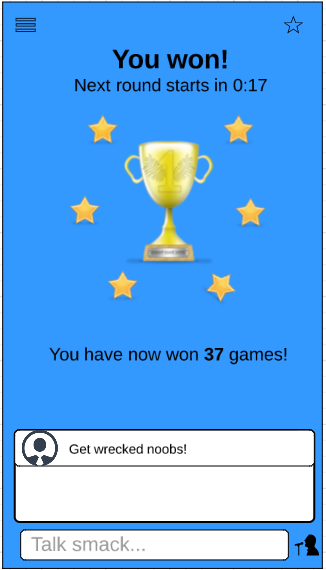 You won!
Next round starts in 0:17
1
You have now won 37 games!
Get wrecked noobs!
Talk smack...